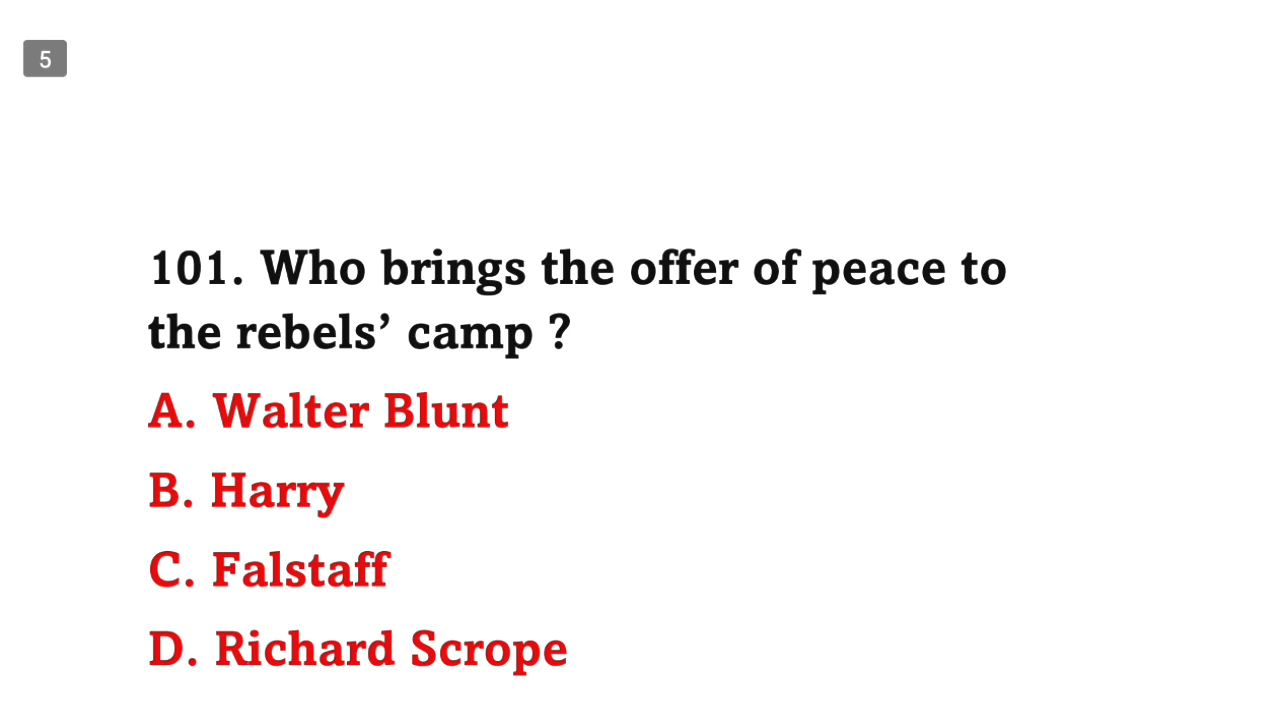 5
101. Who brings the offer of peace to
the rebels’ camp ?
A. Walter Blunt
B. Harry
C. Falstaff
D. Richard Scrope